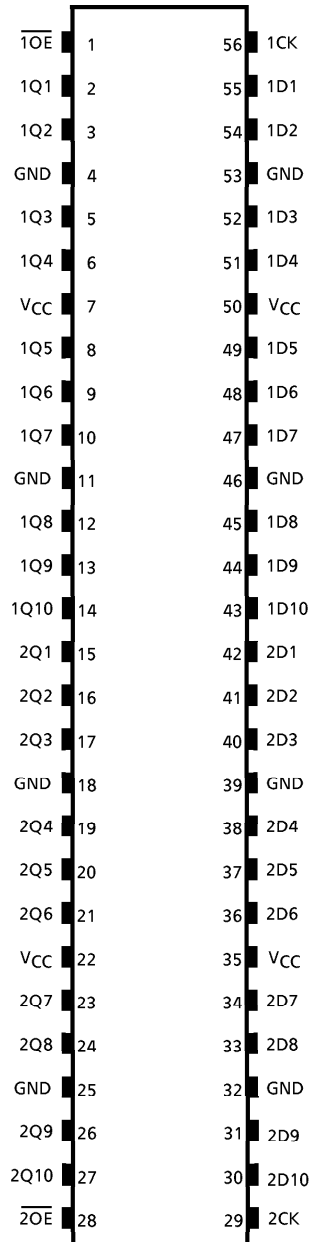 1OE 1 56 1CK
1Q1 2 55 1D1
1Q2 3 54 1D2
GND 4 53 GND
1Q3 5 52 1D3
1Q4 6 51 1D4
VCC 7 50 VCC
1Q5 8 49 1D5
1Q6 9 48 1D6
1Q7 10 47 1D7
GND 11 46 GND
1Q8 12 45 1D8
1Q9 13 44 1D9
1Q10 14 43 1D10
2Q1 15 42 2D1
2Q2 16 41 2D2
2Q3 17 40 2D3
GND 18 39 GND
2Q4 19 38 2D4
2Q5 20 37 2D5
2Q6 21 36 2D6
VCC 22 35 VCC
2Q7 23 34 2D7
2Q8 24 33 2D8
GND 25 32 GND
2Q9 26 31 2D9
2Q10 27 30 2D10
2OE 28 29 2CK